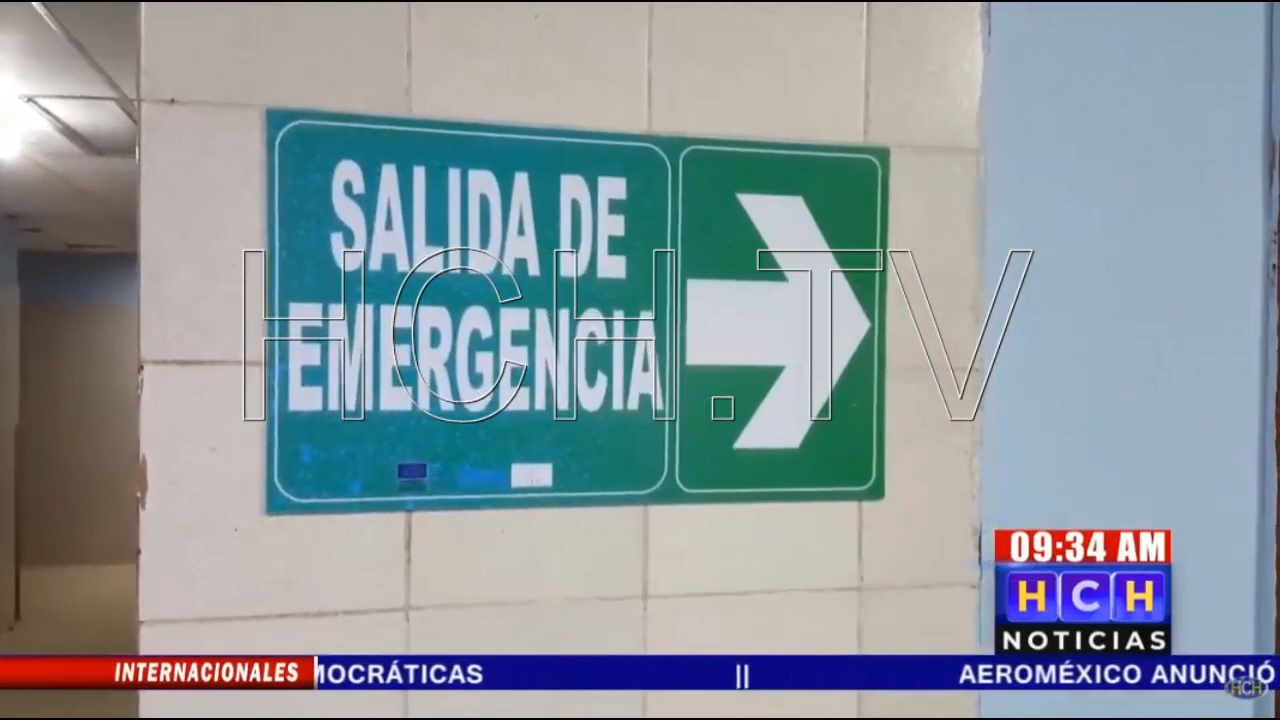 SALIDA DE
EMERGENCIA
HCH.TV
09:34 AM
HCH
NOTICIAS
INTERNACIONALES
MOCRÁTICAS || AEROMÉXICO ANUNCIÓ
HCH